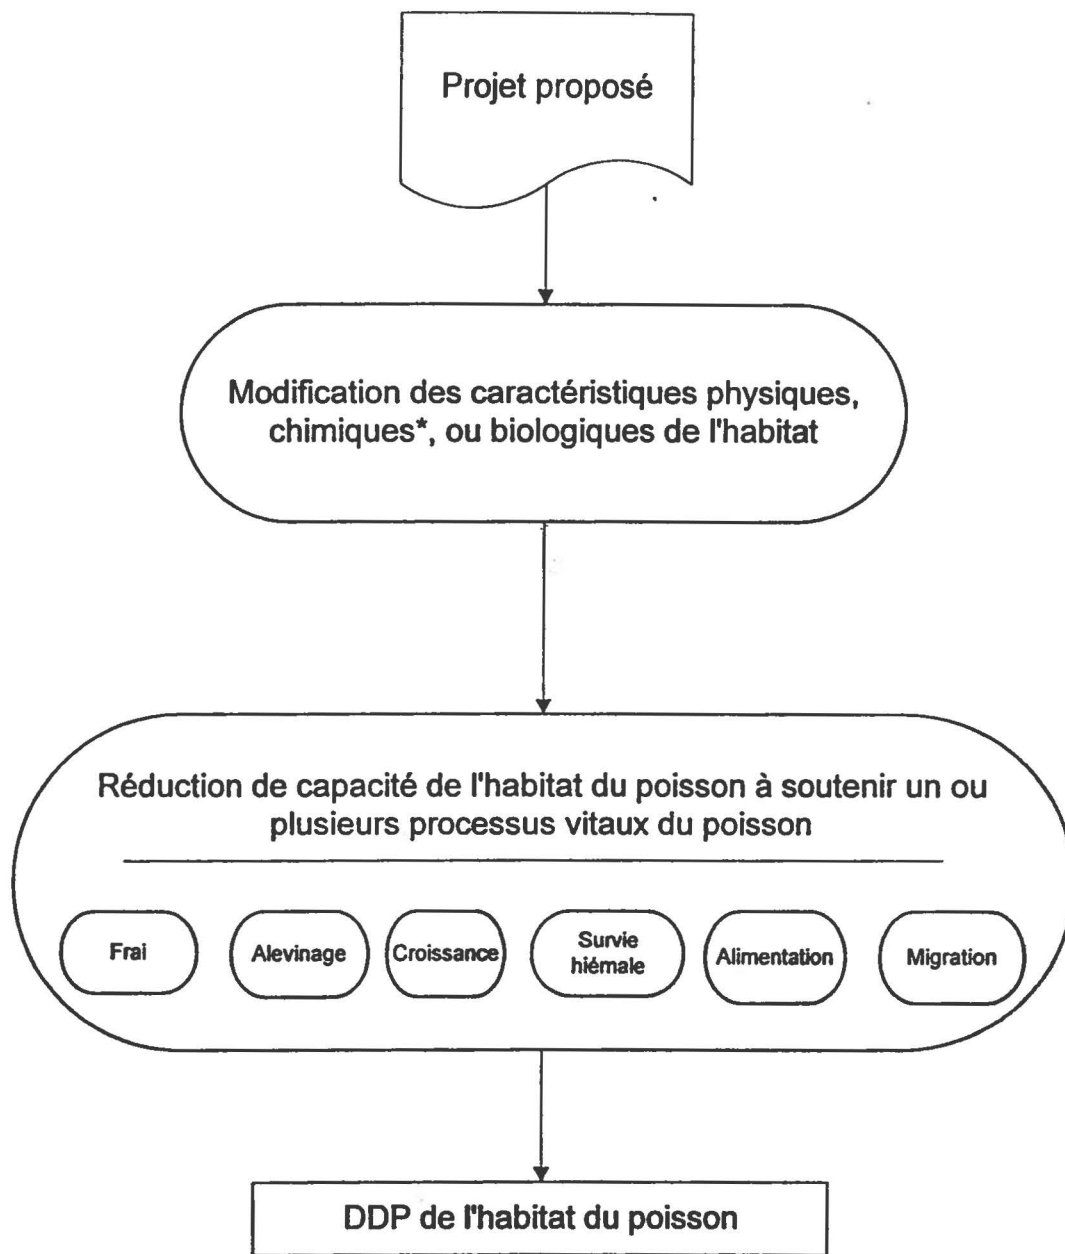 Projet proposé
Modification des caractéristiques physiques,
chimiques*, ou biologiques de l'habitat
Réduction de capacité de l'habitat du poisson à soutenir un ou
plusieurs processus vitaux du poisson
Frai
Alevinage
Croissance
Survie
hiémale
Alimentation
Migration
DDP de l'habitat du poisson